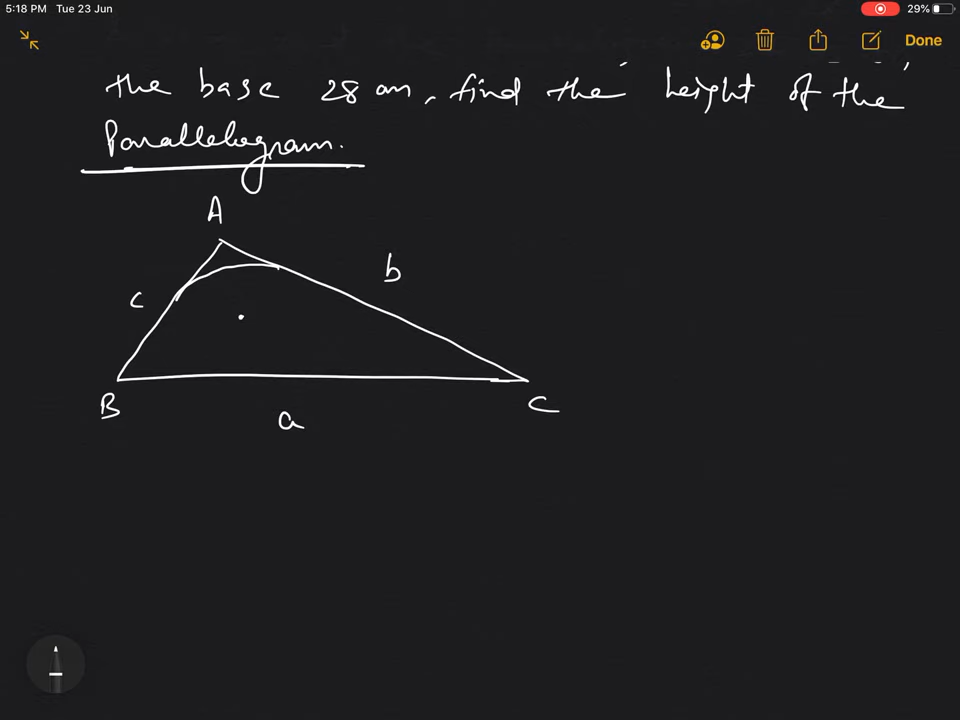 5:18 PM Tue 23 Jun
29%
Done
the base 28 cm, find the height of the
Parallelogram.
A
b
c
B
C
a